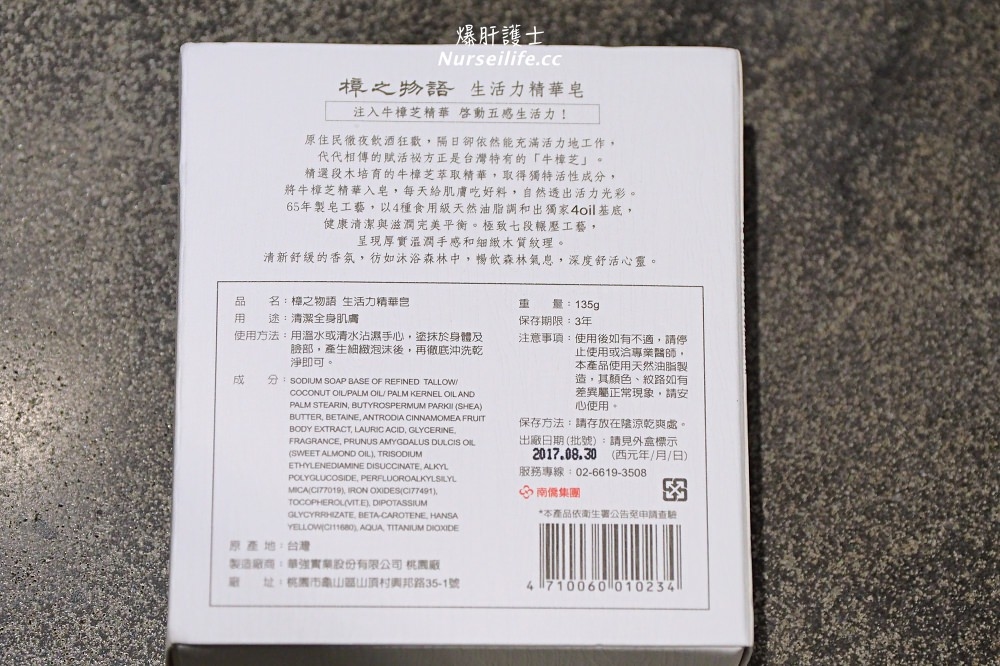 爆肝護士
Nurseilife.cc
樟之物語 生活力精華皂
注入牛樟芝精華 啓動五感生活力！
原住民徹夜飲酒狂歡，隔日卻依然能充滿活力地工作，
代代相傳的賦活祕方正是台灣特有的「牛樟芝」。
精選段木培育的牛樟芝萃取精華，取得獨特活性成分，
將牛樟芝精華入皂，每天給肌膚吃好料，自然透出活力光彩。
65年製皂工藝，以4種食用級天然油脂調和出獨家4oil基底，
健康清潔與滋潤完美平衡。極致七段輾壓工藝，
呈現厚實溫潤手感和細緻木質紋理。
清新舒緩的香氛，彷如沐浴森林中，暢飲森林氣息，深度舒活心靈。
品 名：樟之物語 生活力精華皂
用 途：清潔全身肌膚
使用方法：用溫水或清水沾濕手心，塗抹於身體及
臉部，產生細緻泡沫後，再徹底沖洗乾
淨即可。
成 分：SODIUM SOAP BASE OF REFINED TALLOW/
COCONUT OIL/PALM OIL/ PALM KERNEL OIL AND
PALM STEARIN, BUTYROSPERMUM PARKII (SHEA)
BUTTER, BETAINE, ANTRODIA CINNAMOMEA FRUIT
BODY EXTRACT, LAURIC ACID, GLYCERINE,
FRAGRANCE, PRUNUS AMYGDALUS DULCIS OIL
(SWEET ALMOND OIL), TRISODIUM
ETHYLENEDIAMINE DISUCCINATE, ALKYL
POLYGLUCOSIDE, PERFLUOROALKYLSILYL
MICA(CI77019), IRON OXIDES(CI77491),
TOCOPHEROL(VIT.E), DIPOTASSIUM
GLYCYRRHIZATE, BETA-CAROTENE, HANSA
YELLOW(CI11680), AQUA, TITANIUM DIOXIDE
原 產 地：台灣
製造廠商：華強實業股份有限公司 桃園廠
廠 址：桃園市龜山區山頂村興邦路35-1號
重 量：135g
保存期限：3年
注意事項：使用後如有不適，請停
止使用或洽專業醫師，
本產品使用天然油脂製
造，其顏色、紋路如有
差異屬正常現象，請安
心使用。
保存方法：請存放在陰涼乾爽處。
出廠日期(批號)：請見外盒標示
2017.08.30 (西元年/月/日)
服務專線：02-6619-3508
南僑集團
*本產品依衛生署公告免申請查驗
4 710060 010234